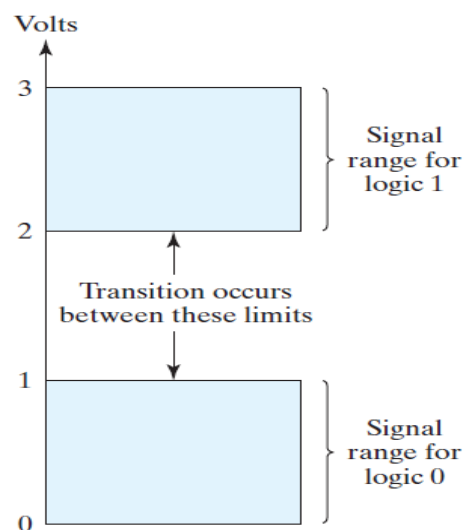 Volts
3
Signal
range for
logic 1
2
Transition occurs
between these limits
1
Signal
range for
logic 0
0